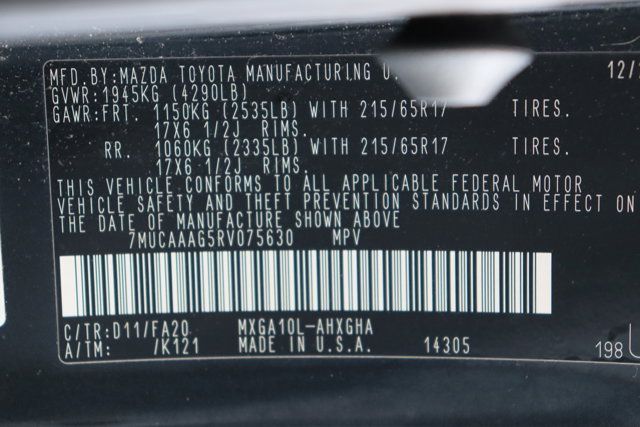 MFD.BY:MAZDA TOYOTA MANUFACTURING U. 12/
GVWR:1945KG (4290LB)
GAWR:FRT. 1150KG (2535LB) WITH 215/65R17 TIRES.
17X6 1/2J RIMS.
RR. 1060KG (2335LB) WITH 215/65R17 TIRES.
17X6 1/2J RIMS.
THIS VEHICLE CONFORMS TO ALL APPLICABLE FEDERAL MOTOR
VEHICLE SAFETY AND THEFT PREVENTION STANDARDS IN EFFECT ON
THE DATE OF MANUFACTURE SHOWN ABOVE
7MUCAAAG5RV075630 MPV
C/TR:D11/FA20 MXGA10L-AHXGHA
A/TM: /K121 MADE IN U.S.A. 14305
198